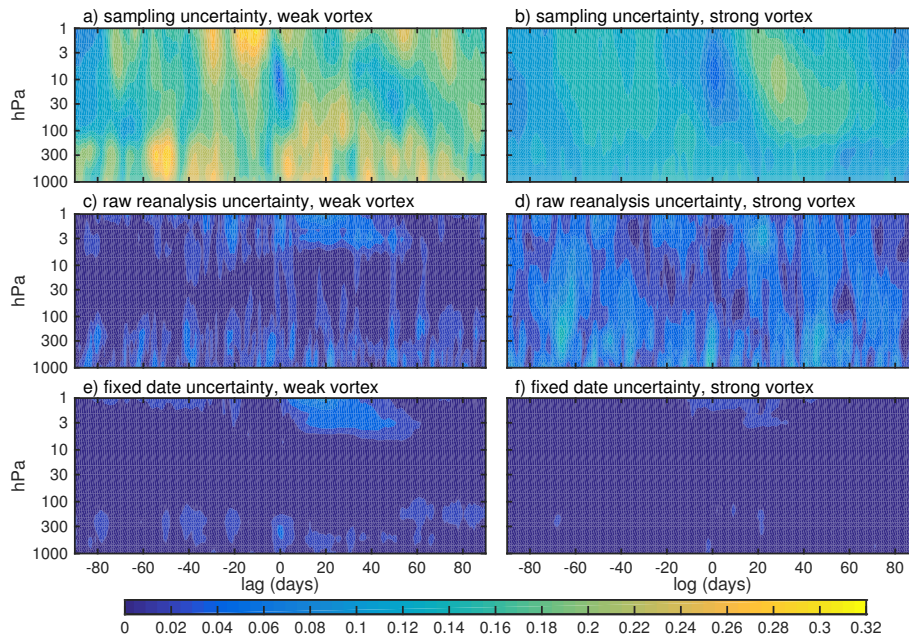 a) sampling uncertainty, weak vortex
b) sampling uncertainty, strong vortex
1
3
10
30
100
300
1000
hPa
c) raw reanalysis uncertainty, weak vortex
d) raw reanalysis uncertainty, strong vortex
1
3
10
30
100
300
1000
hPa
e) fixed date uncertainty, weak vortex
f) fixed date uncertainty, strong vortex
1
3
10
30
100
300
1000
hPa
-80 -60 -40 -20 0 20 40 60 80
lag (days)
-80 -60 -40 -20 0 20 40 60 80
log (days)
0 0.02 0.04 0.06 0.08 0.1 0.12 0.14 0.16 0.18 0.2 0.22 0.24 0.26 0.28 0.3 0.32